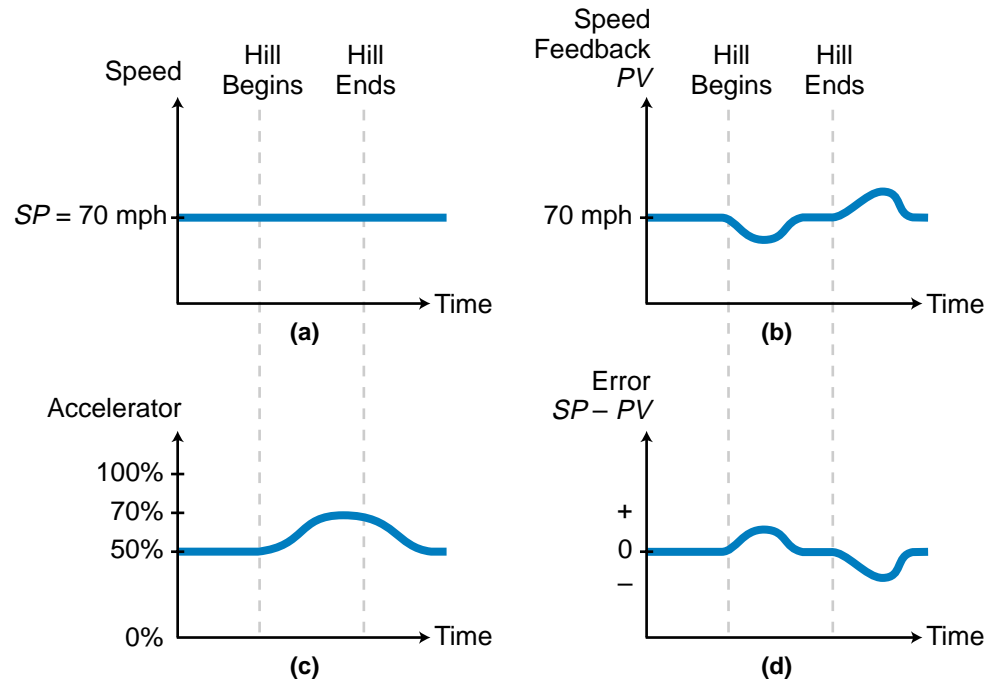 Speed
Hill
Begins
Hill
Ends
SP = 70 mph
Time
(a)
Speed
Feedback
PV
Hill
Begins
Hill
Ends
70 mph
Time
(b)
Accelerator
100%
70%
50%
0%
Time
(c)
Error
SP – PV
+
0
–
Time
(d)